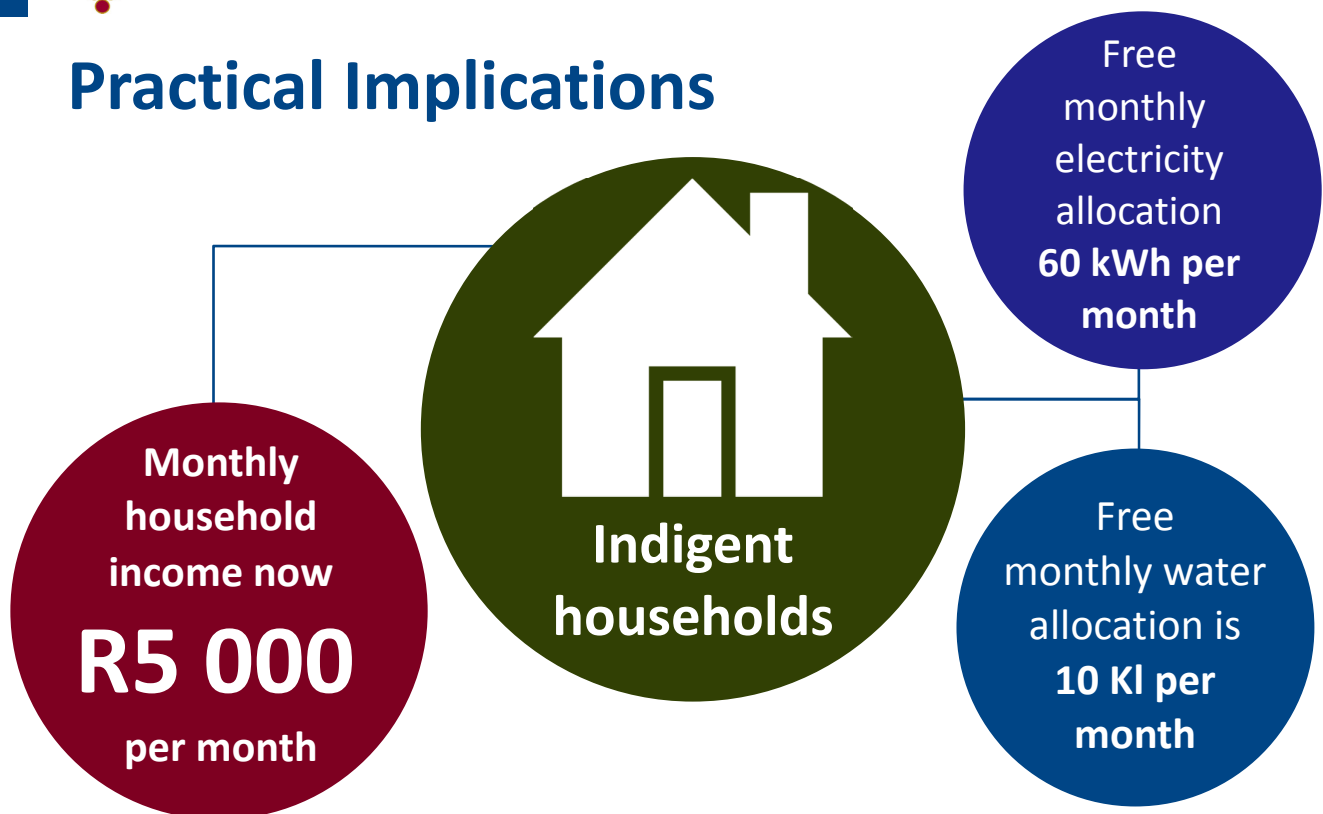 Practical Implications
Free
monthly
electricity
allocation
60 kWh per
month
Indigent
households
Monthly
household
income now
R5 000
per month
Free
monthly water
allocation is
10 Kl per
month